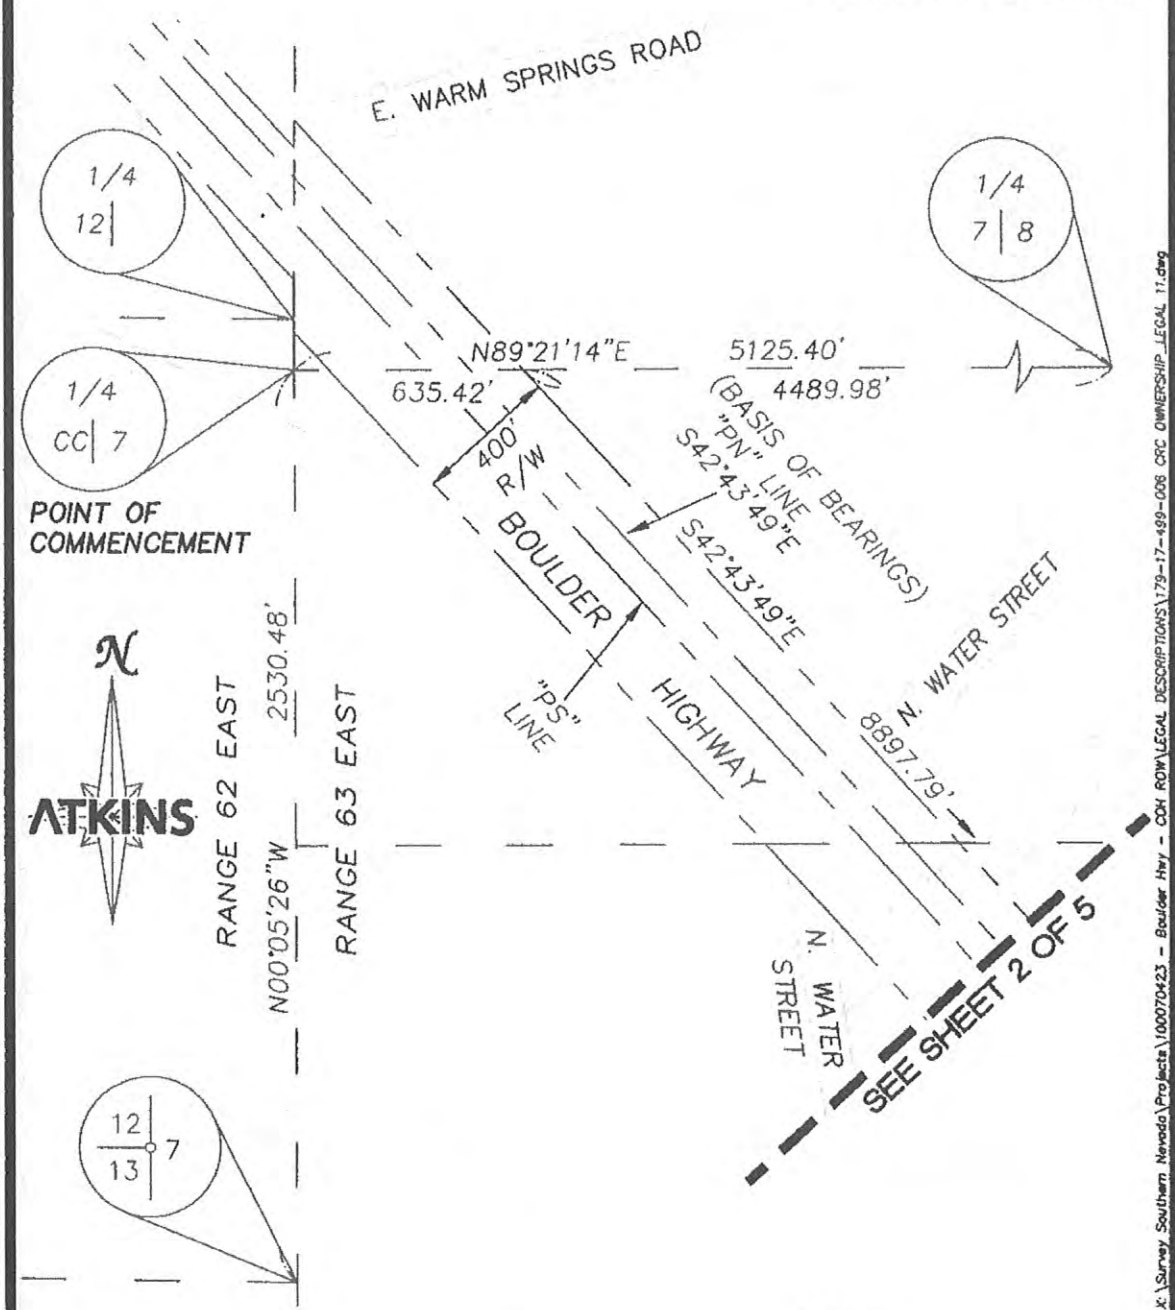 E. WARM SPRINGS ROAD
1/4
12
1/4
7 8
N89°21'14"E
5125.40'
635.42'
4489.98'
(BASIS OF BEARINGS)
"PN" LINE
S42°43'49"E
1/4
CC 7
400'
R/W
POINT OF
COMMENCEMENT
BOULDER
HIGHWAY
S42°43'49"E
8897.79'
N. WATER STREET
"PS"
LINE
N
ATKINS
RANGE 62 EAST
N00°05'26"W 2530.48'
RANGE 63 EAST
N. WATER
STREET
SEE SHEET 2 OF 5
12
7
13
X:\Survey Southern Nevada\Projects\100070423 - Boulder Hwy - COH ROW\LEGAL DESCRIPTIONS\179-17-499-006 CRC OWNERSHIP LEGAL 11.dwg